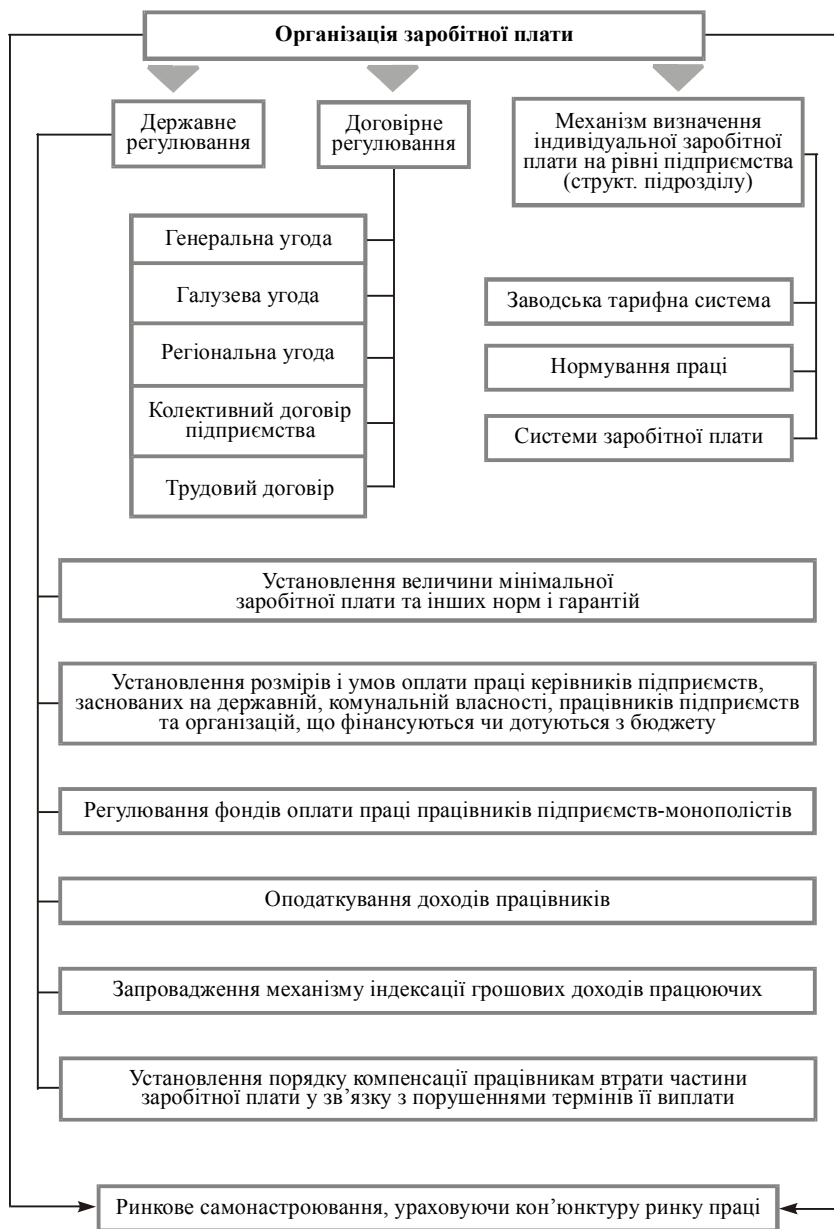 Організація заробітної плати
Державне
регулювання
Договірне
регулювання
Механізм визначення
індивідуальної заробітної
плати на рівні підприємства
(структ. підрозділу)
Генеральна угода
Галузева угода
Регіональна угода
Колективний договір
підприємства
Трудовий договір
Заводська тарифна система
Нормування праці
Системи заробітної плати
Установлення величини мінімальної
заробітної плати та інших норм і гарантій
Установлення розмірів і умов оплати праці керівників підприємств,
заснованих на державній, комунальній власності, працівників підприємств
та організацій, що фінансуються чи дотуються з бюджету
Регулювання фондів оплати праці працівників підприємств-монополістів
Оподаткування доходів працівників
Запровадження механізму індексації грошових доходів працюючих
Установлення порядку компенсації працівникам втрати частини
заробітної плати у зв’язку з порушеннями термінів її виплати
Ринкове самонастроювання, ураховуючи кон’юнктуру ринку праці